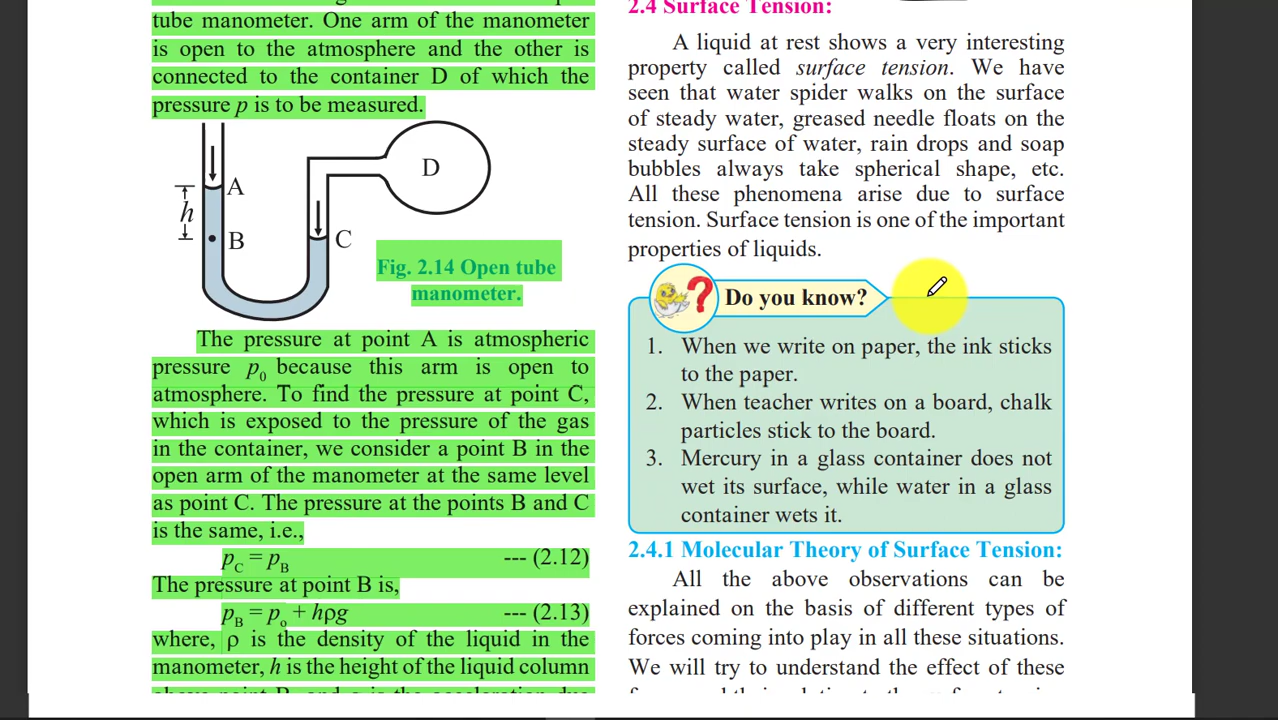 tube manometer. One arm of the manometer
is open to the atmosphere and the other is
connected to the container D of which the
pressure p is to be measured.
D
A
h
B
C
Fig. 2.14 Open tube
manometer.
The pressure at point A is atmospheric
pressure p₀ because this arm is open to
atmosphere. To find the pressure at point C,
which is exposed to the pressure of the gas
in the container, we consider a point B in the
open arm of the manometer at the same level
as point C. The pressure at the points B and C
is the same, i.e.,
p_C = p_B --- (2.12)
The pressure at point B is,
p_B = p_o + hρg --- (2.13)
where, ρ is the density of the liquid in the
manometer, h is the height of the liquid column
2.4 Surface Tension:
A liquid at rest shows a very interesting
property called surface tension. We have
seen that water spider walks on the surface
of steady water, greased needle floats on the
steady surface of water, rain drops and soap
bubbles always take spherical shape, etc.
All these phenomena arise due to surface
tension. Surface tension is one of the important
properties of liquids.
Do you know?
1. When we write on paper, the ink sticks
to the paper.
2. When teacher writes on a board, chalk
particles stick to the board.
3. Mercury in a glass container does not
wet its surface, while water in a glass
container wets it.
2.4.1 Molecular Theory of Surface Tension:
All the above observations can be
explained on the basis of different types of
forces coming into play in all these situations.
We will try to understand the effect of these